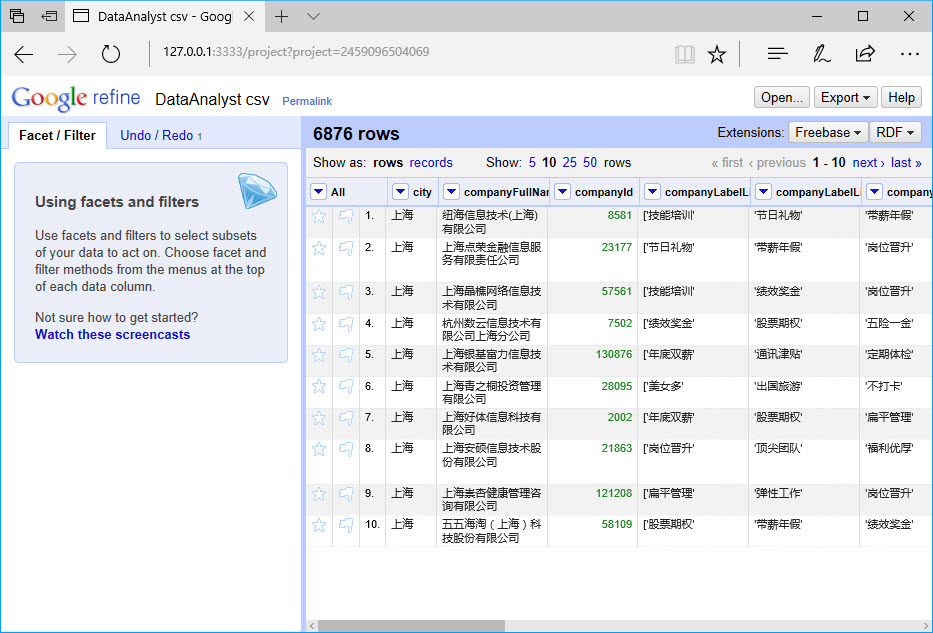 DataAnalyst csv - Googl
127.0.0.1:3333/project?project=2459096504069
Google refine DataAnalyst csv Permalink Open... Export Help
Facet / Filter Undo / Redo 1
6876 rows Extensions: Freebase RDF
Show as: rows records Show: 5 10 25 50 rows « first ‹ previous 1 - 10 next › last »
Using facets and filters
Use facets and filters to select subsets
of your data to act on. Choose facet and
filter methods from the menus at the top
of each data column.
Not sure how to get started?
Watch these screencasts
All city companyFullNar companyId companyLabelLi companyLabelLi company
1. 上海 纽海信息技术(上海) 8581 ['技能培训' '节日礼物' '带薪年假'
有限公司
2. 上海 上海点荣金融信息服 23177 ['节日礼物' '带薪年假' '岗位晋升'
务有限责任公司
3. 上海 上海晶樵网络信息技 57561 ['技能培训' '绩效奖金' '岗位晋升'
术有限公司
4. 上海 杭州数云信息技术有 7502 ['绩效奖金' '股票期权' '五险一金'
限公司上海分公司
5. 上海 上海银基富力信息技 130876 ['年底双薪' '通讯津贴' '定期体检'
术有限公司
6. 上海 上海青之桐投资管理 28095 ['美女多' '出国旅游' '不打卡'
有限公司
7. 上海 上海好体信息科技有 2002 ['年底双薪' '股票期权' '扁平管理'
限公司
8. 上海 上海安硕信息技术股 21863 ['岗位晋升' '顶尖团队' '福利优厚'
份有限公司
9. 上海 上海崇杏健康管理咨 121208 ['扁平管理' '弹性工作' '岗位晋升'
询有限公司
10. 上海 五五海淘（上海）科 58109 ['股票期权' '带薪年假' '绩效奖金'
技股份有限公司